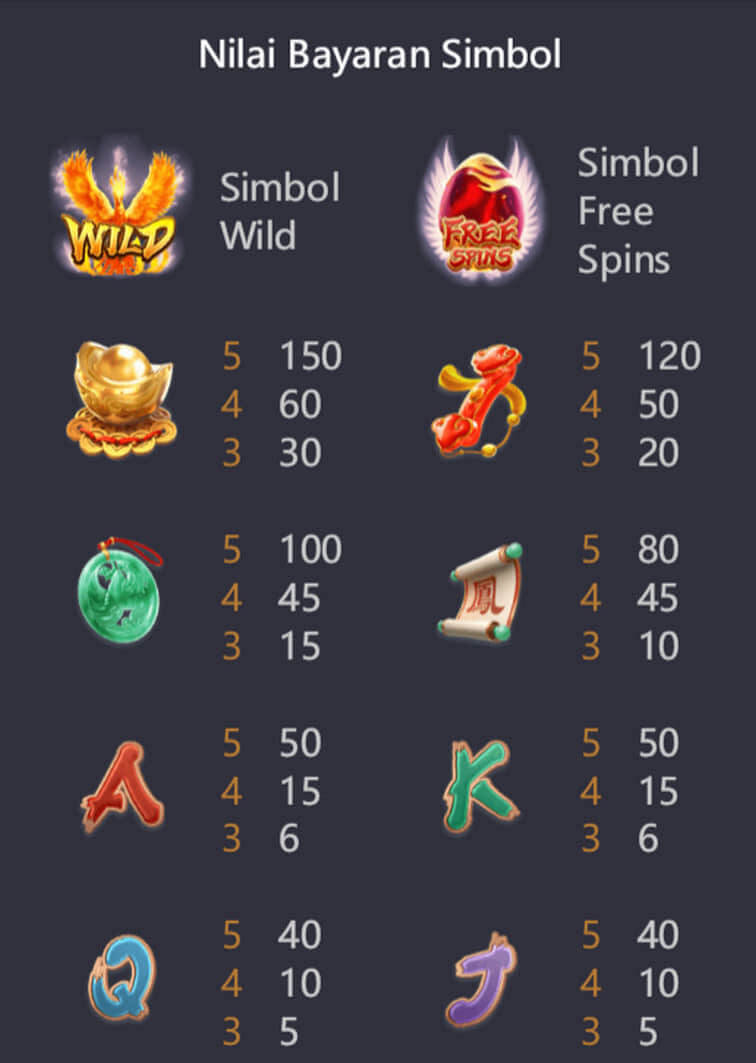 Nilai Bayaran Simbol
WILD
Simbol
Wild
FREE
SPINS
Simbol
Free
Spins
5 150
4 60
3 30
5 120
4 50
3 20
5 100
4 45
3 15
鳳
5 80
4 45
3 10
A
5 50
4 15
3 6
K
5 50
4 15
3 6
Q
5 40
4 10
3 5
J
5 40
4 10
3 5